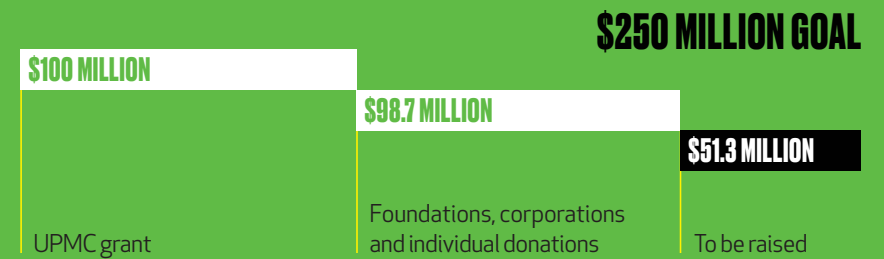 $250 MILLION GOAL
$100 MILLION
$98.7 MILLION
$51.3 MILLION
UPMC grant
Foundations, corporations
and individual donations
To be raised